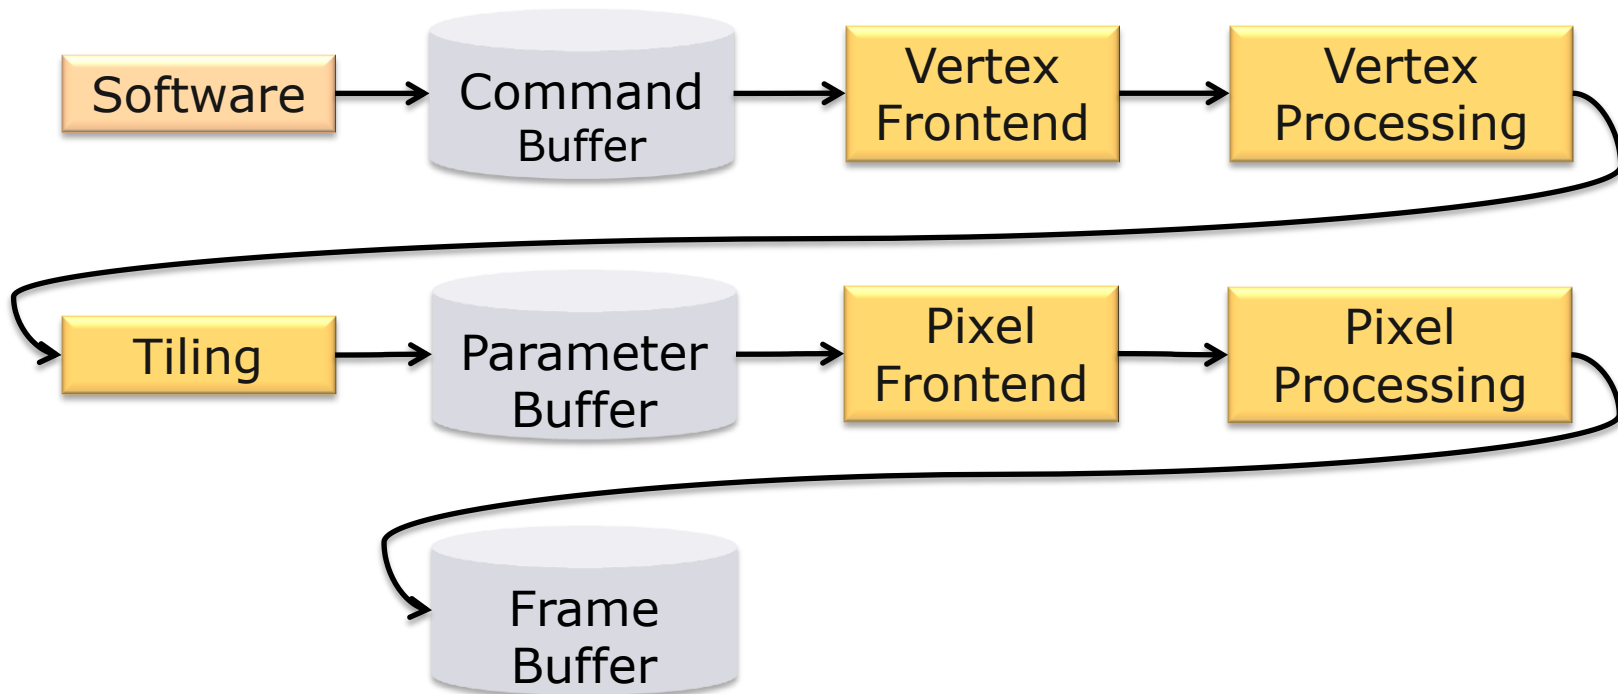 Software
Command
Buffer
Vertex
Frontend
Vertex
Processing
Tiling
Parameter
Buffer
Pixel
Frontend
Pixel
Processing
Frame
Buffer